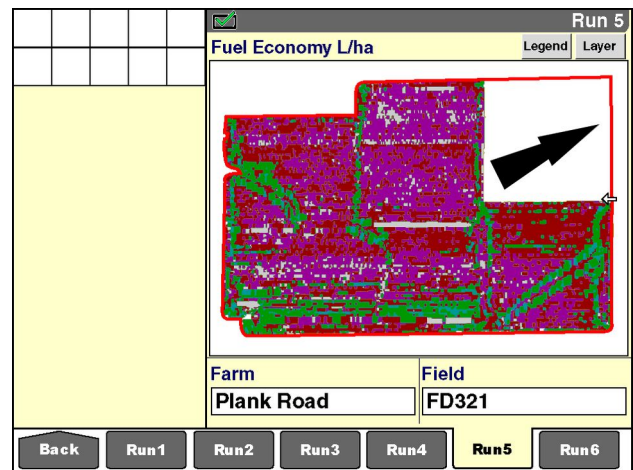 Run 5
Fuel Economy L/ha
Legend Layer
Farm
Field
Plank Road
FD321
Back Run1 Run2 Run3 Run4 Run5 Run6